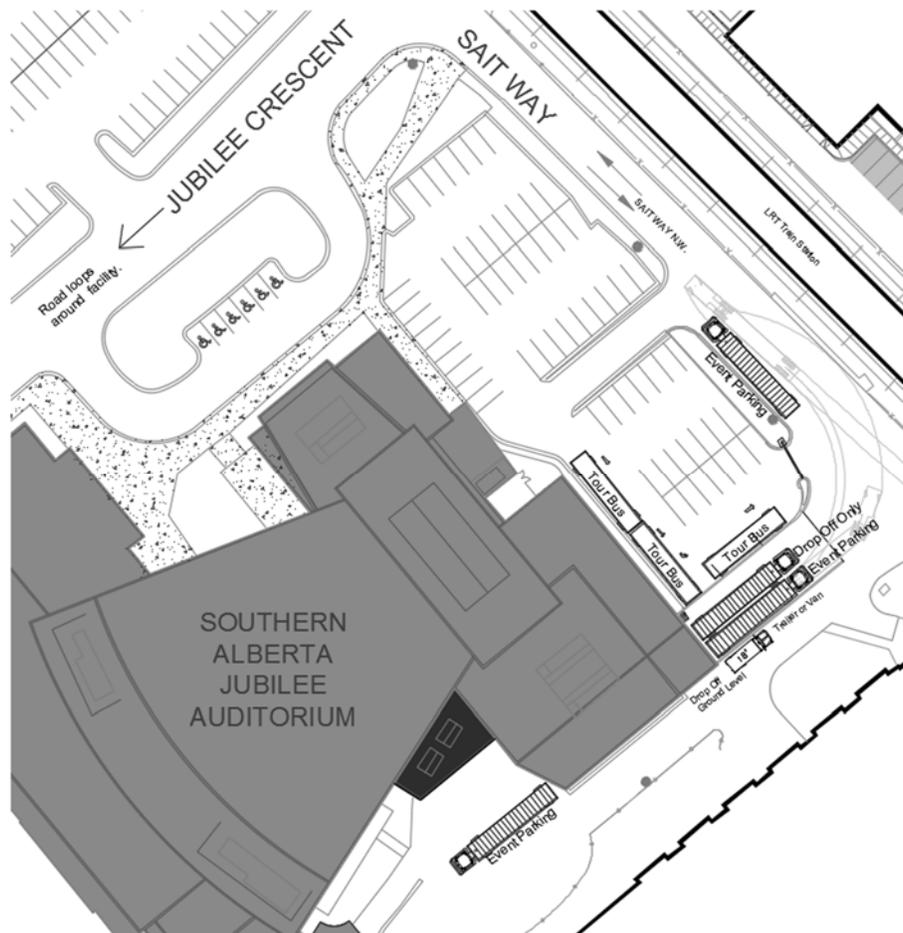 SAIT WAY
JUBILEE CRESCENT
Road loops
around facility.
SAIT WAY N.W.
LRT Train Station
Event Parking
Tour Bus
Tour Bus
Tour Bus
Drop Off Only
Event Parking
Trailer or Van
18'
Drop Off
Ground Level
SOUTHERN
ALBERTA
JUBILEE
AUDITORIUM
Event Parking